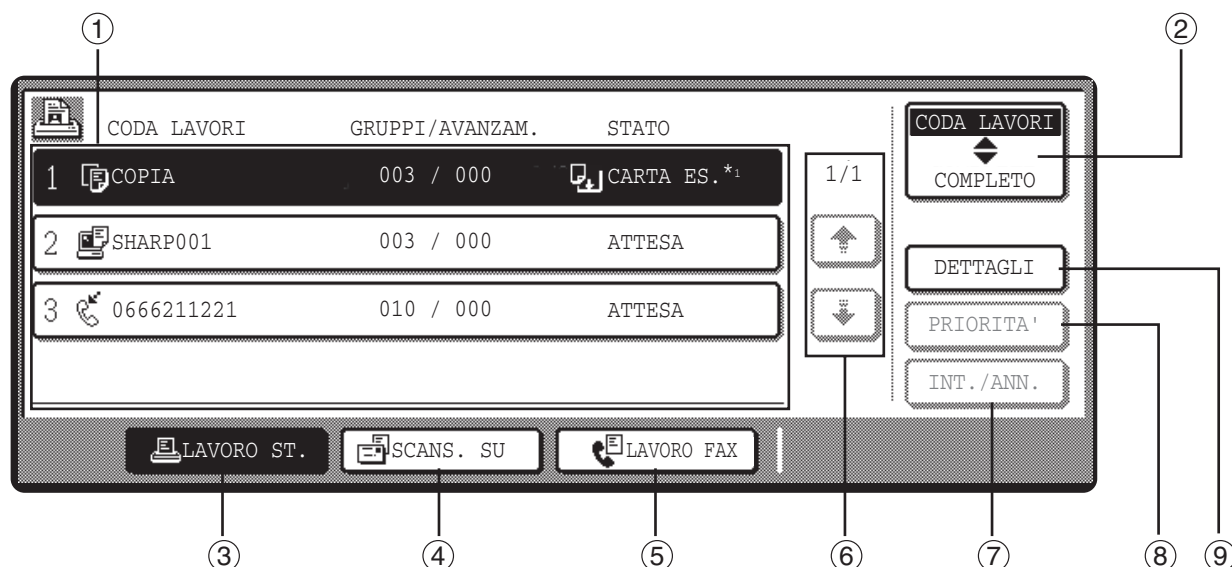 ① ②
CODA LAVORI GRUPPI/AVANZAM. STATO
1 COPIA 003 / 000 CARTA ES.*1
2 SHARP001 003 / 000 ATTESA
3 0666211221 010 / 000 ATTESA
1/1
CODA LAVORI
COMPLETO
DETTAGLI
PRIORITA'
INT./ANN.
LAVORO ST. SCANS. SU LAVORO FAX
③ ④ ⑤ ⑥ ⑦ ⑧ ⑨